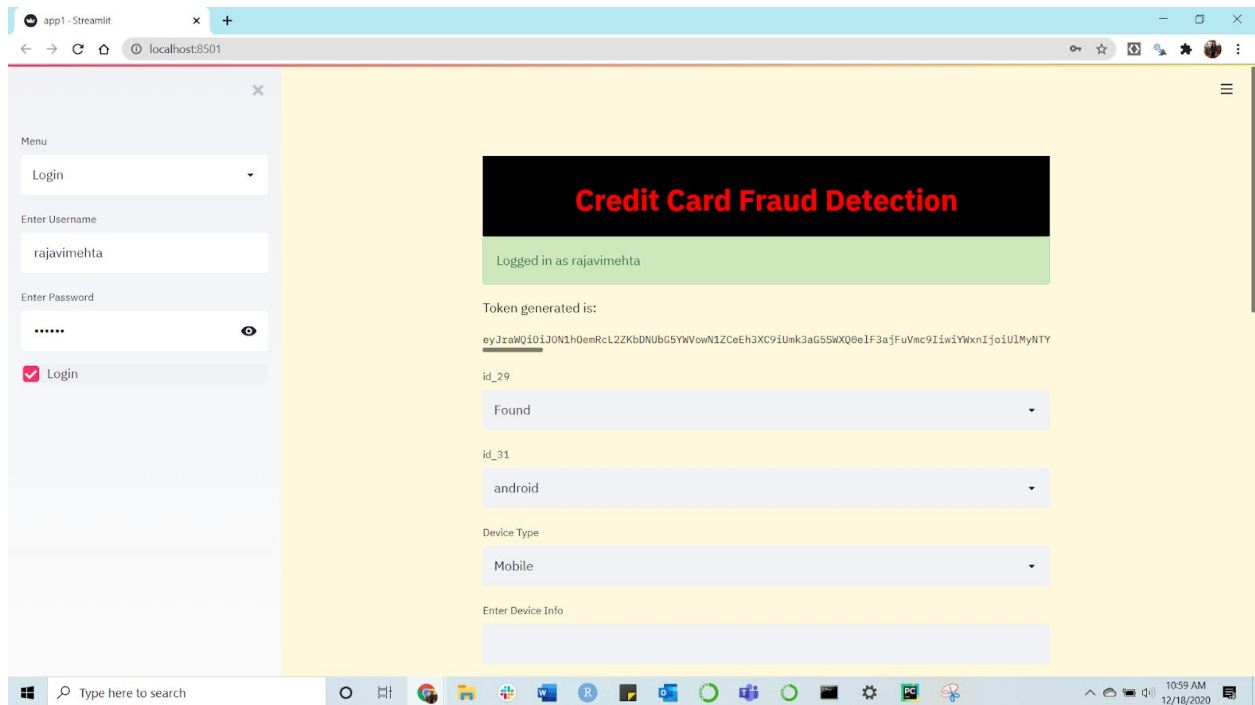 app1 - Streamlit
localhost:8501
Menu
Login
Enter Username
rajavimehta
Enter Password
Login
Credit Card Fraud Detection
Logged in as rajavimehta
Token generated is:
id_29
Found
id_31
android
Device Type
Mobile
Enter Device Info
Type here to search
10:59 AM
12/18/2020